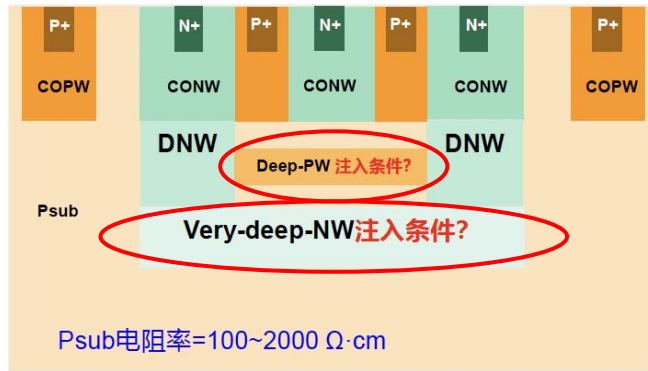 P+ N+ P+ N+ P+ N+ P+
COPW CONW CONW CONW COPW
DNW DNW
Deep-PW 注入条件?
Psub
Very-deep-NW注入条件?
Psub电阻率=100~2000 Ω·cm